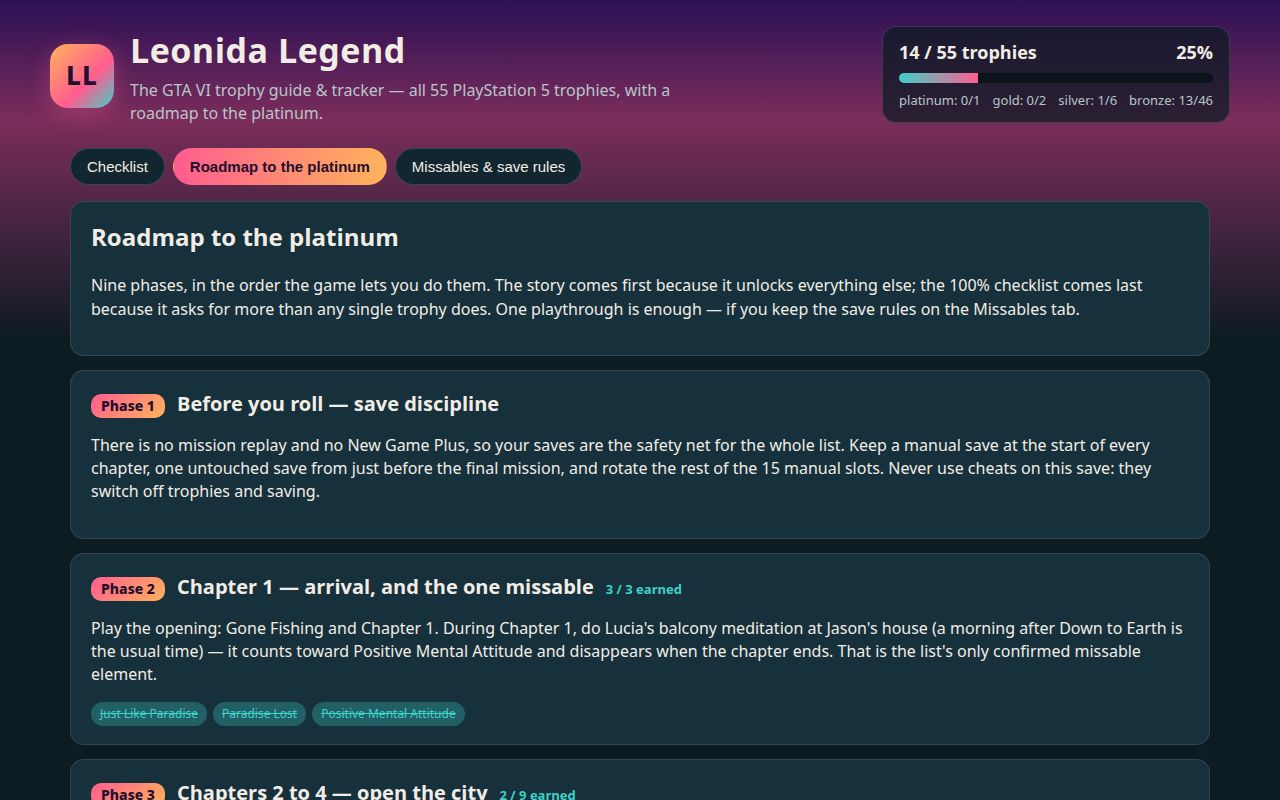 LL
Leonida Legend
The GTA VI trophy guide & tracker — all 55 PlayStation 5 trophies, with a
roadmap to the platinum.
14 / 55 trophies 25%
platinum: 0/1 gold: 0/2 silver: 1/6 bronze: 13/46
Checklist
Roadmap to the platinum
Missables & save rules
Roadmap to the platinum
Nine phases, in the order the game lets you do them. The story comes first because it unlocks everything else; the 100% checklist comes last
because it asks for more than any single trophy does. One playthrough is enough — if you keep the save rules on the Missables tab.
Phase 1 Before you roll — save discipline
There is no mission replay and no New Game Plus, so your saves are the safety net for the whole list. Keep a manual save at the start of every
chapter, one untouched save from just before the final mission, and rotate the rest of the 15 manual slots. Never use cheats on this save: they
switch off trophies and saving.
Phase 2 Chapter 1 — arrival, and the one missable 3 / 3 earned
Play the opening: Gone Fishing and Chapter 1. During Chapter 1, do Lucia's balcony meditation at Jason's house (a morning after Down to Earth is
the usual time) — it counts toward Positive Mental Attitude and disappears when the chapter ends. That is the list's only confirmed missable
element.
Just Like Paradise Paradise Lost Positive Mental Attitude
Phase 3 Chapters 2 to 4 — open the city 2 / 9 earned